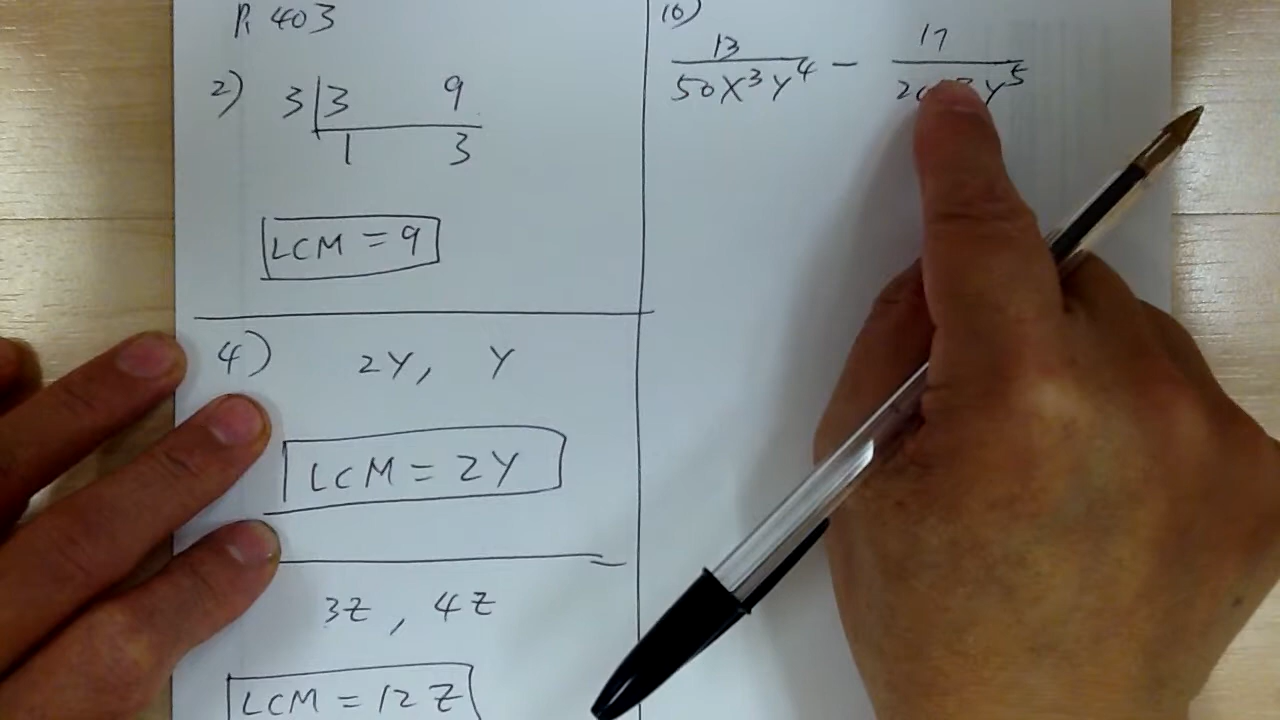 P. 403
2) 3 | 3 9
1 3
LCM = 9
4) 2Y, Y
LCM = 2Y
3Z, 4Z
LCM = 12Z
10)
13 / 50X³Y⁴ − 17 / Y⁵